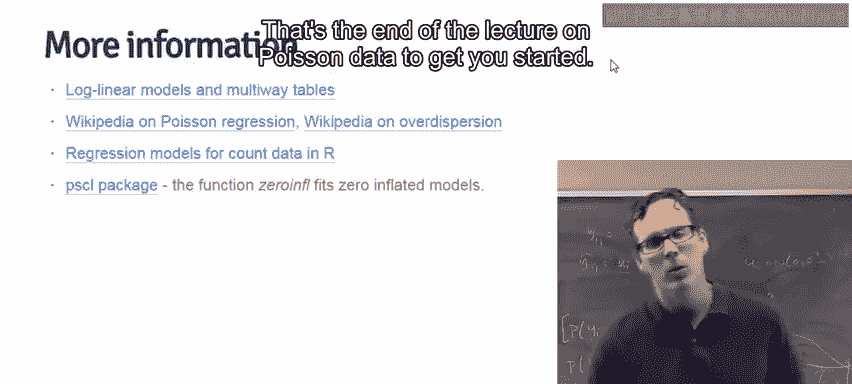 More information
That's the end of the lecture on
Poisson data to get you started.
· Log-linear models and multiway tables
· Wikipedia on Poisson regression, Wikipedia on overdispersion
· Regression models for count data in R
· pscl package - the function zeroinfl fits zero inflated models.